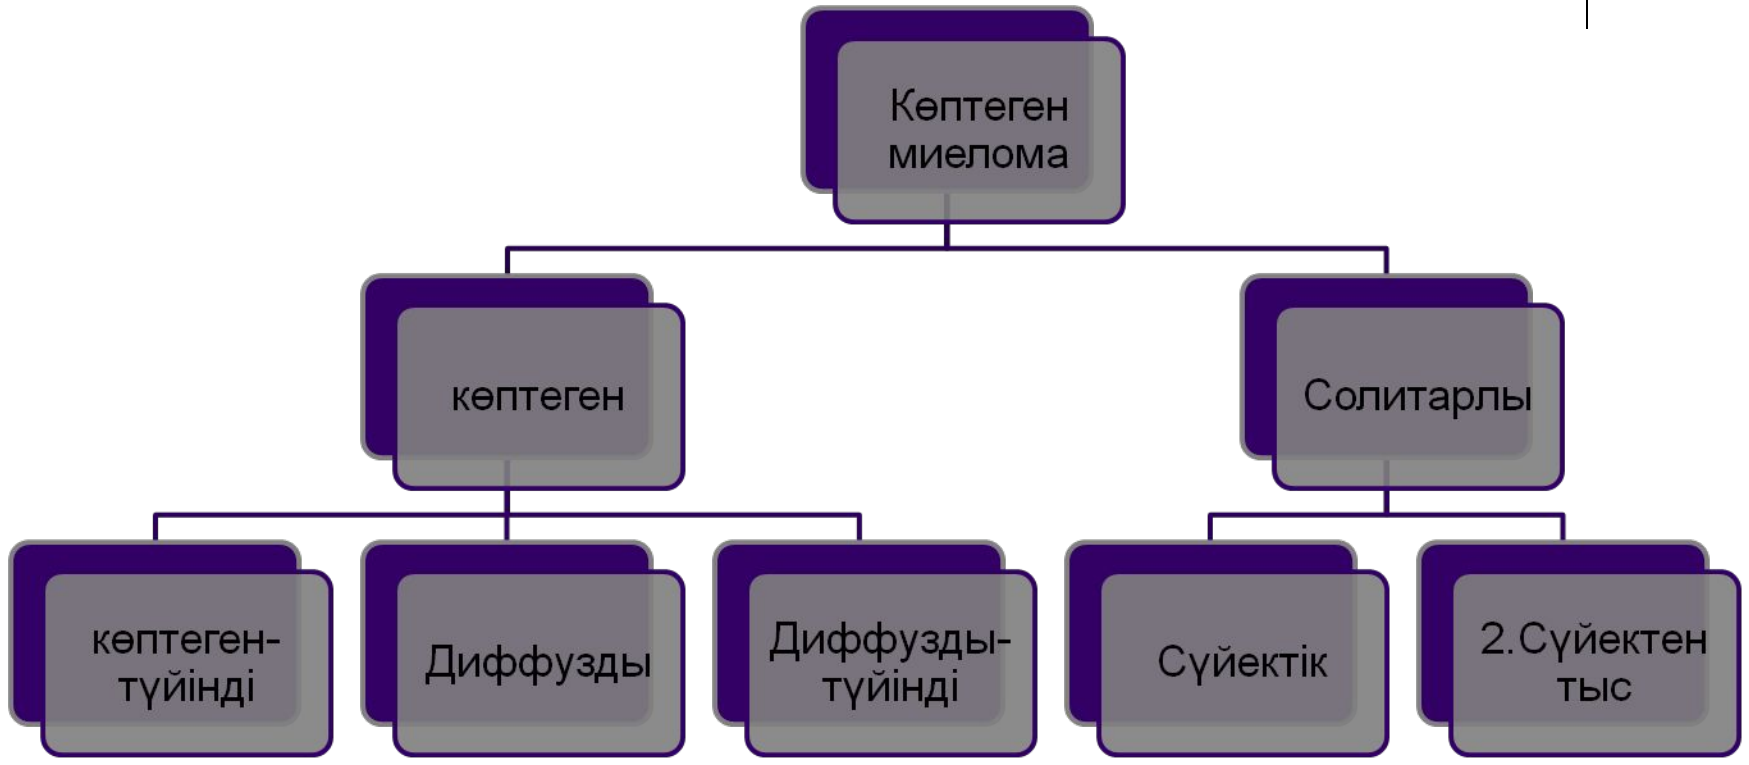 Көптеген
миелома
көптеген
Солитарлы
көптеген-
түйінді
Диффузды
Диффузды-
түйінді
Сүйектік
2.Сүйектен
тыс